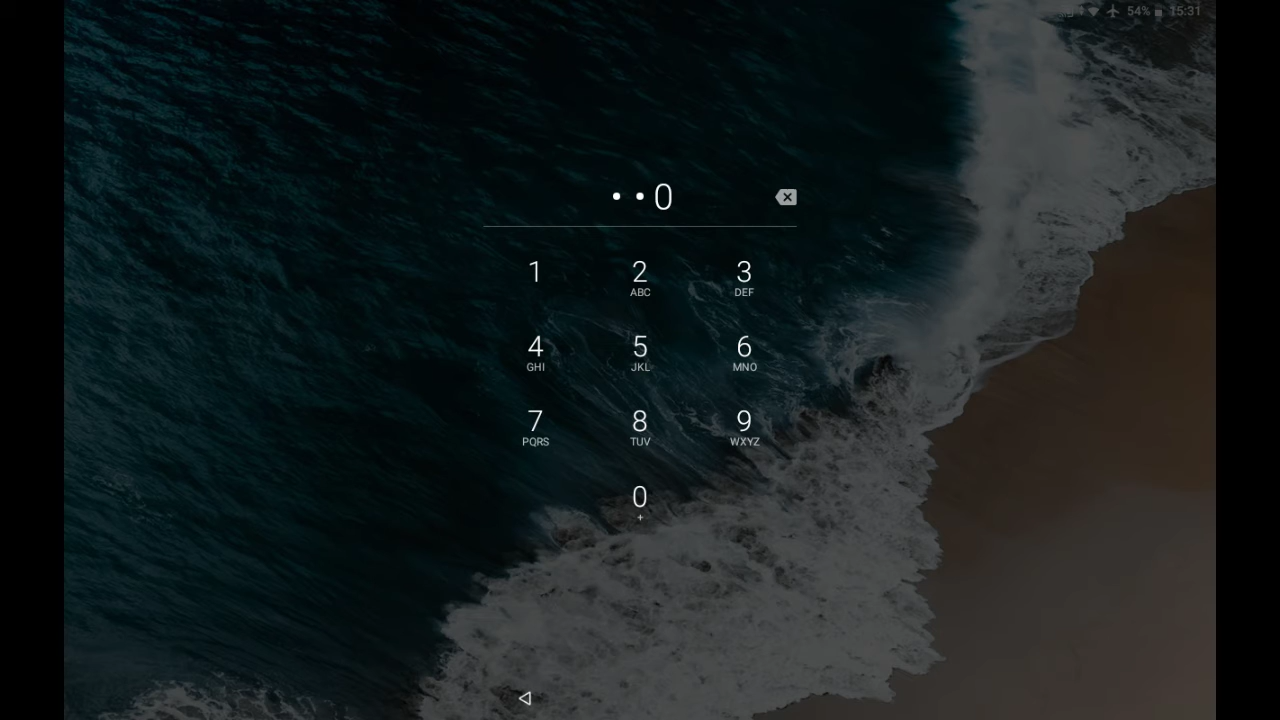 54% 15:31
0
1 2 3
ABC DEF
4 5 6
GHI JKL MNO
7 8 9
PQRS TUV WXYZ
0
+